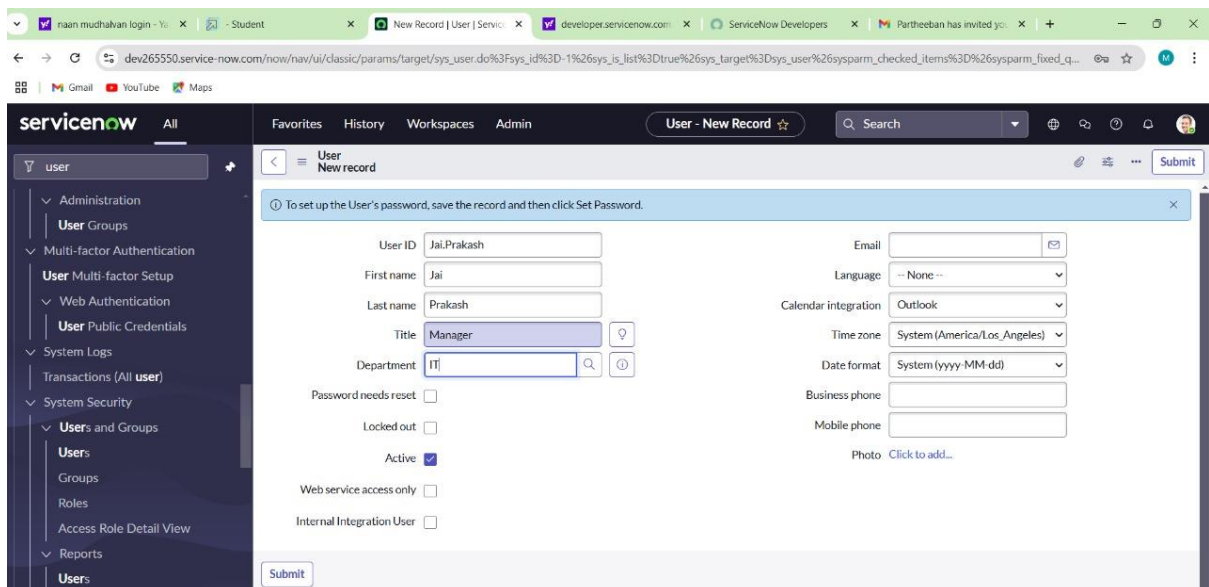 naan mudhalvan login - Ya
- Student
New Record | User | Servic
developer.servicenow.com
ServiceNow Developers
Partheeban has invited yo
dev265550.service-now.com/now/nav/ui/classic/params/target/sys_user.do%3Fsys_id%3D-1%26sys_is_list%3Dtrue%26sys_target%3Dsys_user%26sysparm_checked_items%3D%26sysparm_fixed_q...
M
Gmail YouTube Maps
servicenow All Favorites History Workspaces Admin User - New Record Search
user
Administration
User Groups
Multi-factor Authentication
User Multi-factor Setup
Web Authentication
User Public Credentials
System Logs
Transactions (All user)
System Security
Users and Groups
Users
Groups
Roles
Access Role Detail View
Reports
Users
User
New record
Submit
To set up the User's password, save the record and then click Set Password.
User ID Jai.Prakash
First name Jai
Last name Prakash
Title Manager
Department IT
Password needs reset
Locked out
Active
Web service access only
Internal Integration User
Email
Language -- None --
Calendar integration Outlook
Time zone System (America/Los_Angeles)
Date format System (yyyy-MM-dd)
Business phone
Mobile phone
Photo Click to add...
Submit